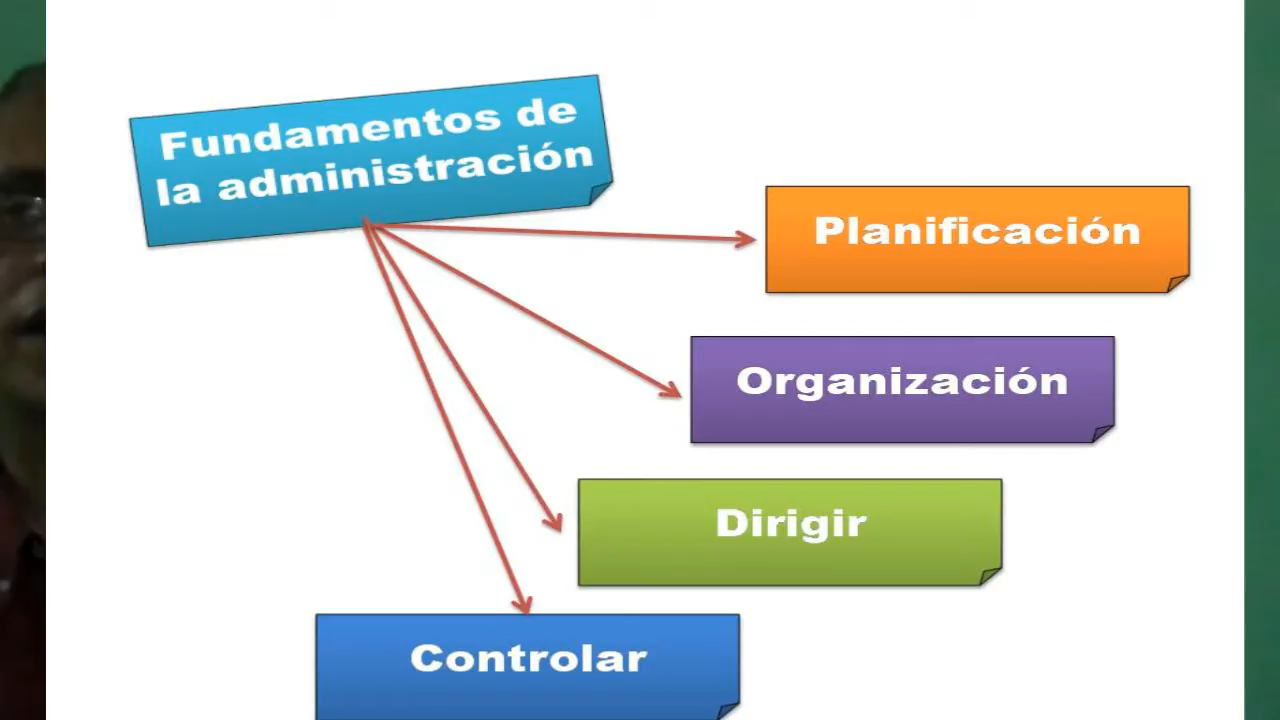 Fundamentos de
la administración
Planificación
Organización
Dirigir
Controlar